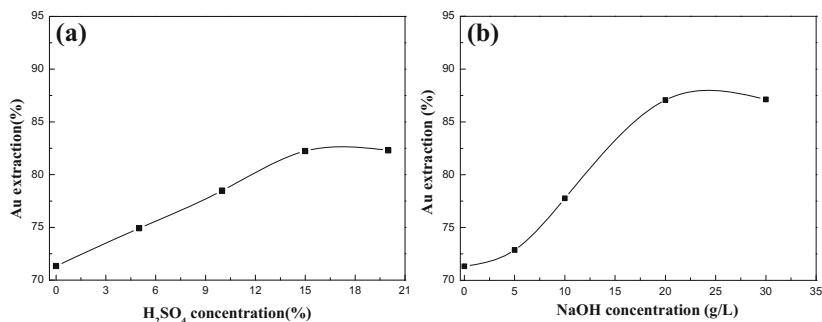 (a)
95
90
85
80
75
70
Au extraction(%)
0 3 6 9 12 15 18 21
H₂SO₄ concentration(%)
(b)
95
90
85
80
75
70
Au extraction (%)
0 5 10 15 20 25 30 35
NaOH concentration (g/L)